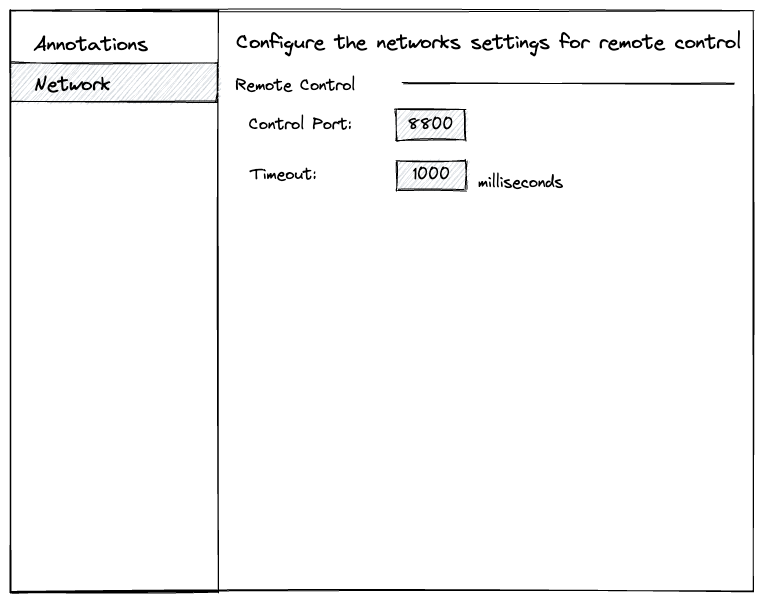 Annotations
Network
Configure the networks settings for remote control
Remote Control
Control Port: 8800
Timeout: 1000 milliseconds